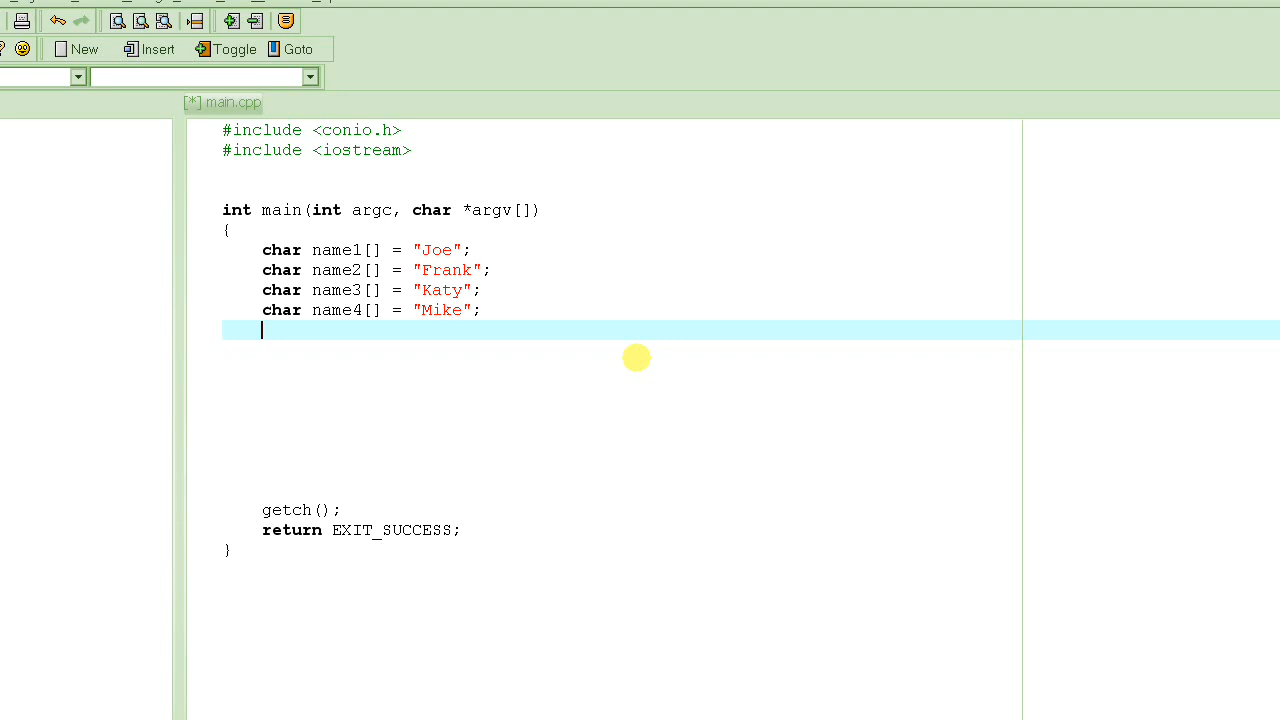 New Insert Toggle Goto
[*] main.cpp
#include <conio.h>
#include <iostream>
int main(int argc, char *argv[])
{
char name1[] = "Joe";
char name2[] = "Frank";
char name3[] = "Katy";
char name4[] = "Mike";
getch();
return EXIT_SUCCESS;
}